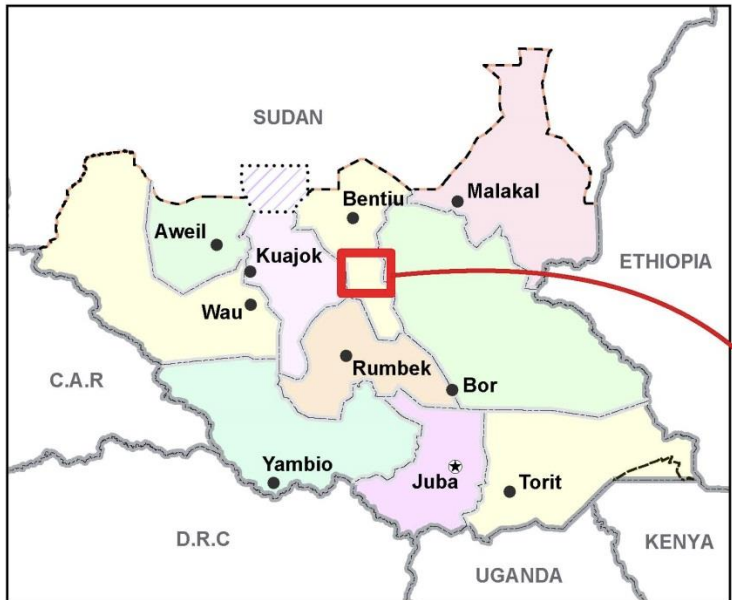 SUDAN
Malakal
Bentiu
Aweil
Kuajok
ETHIOPIA
Wau
Rumbek
C.A.R
Bor
Yambio
Juba
Torit
D.R.C
KENYA
UGANDA